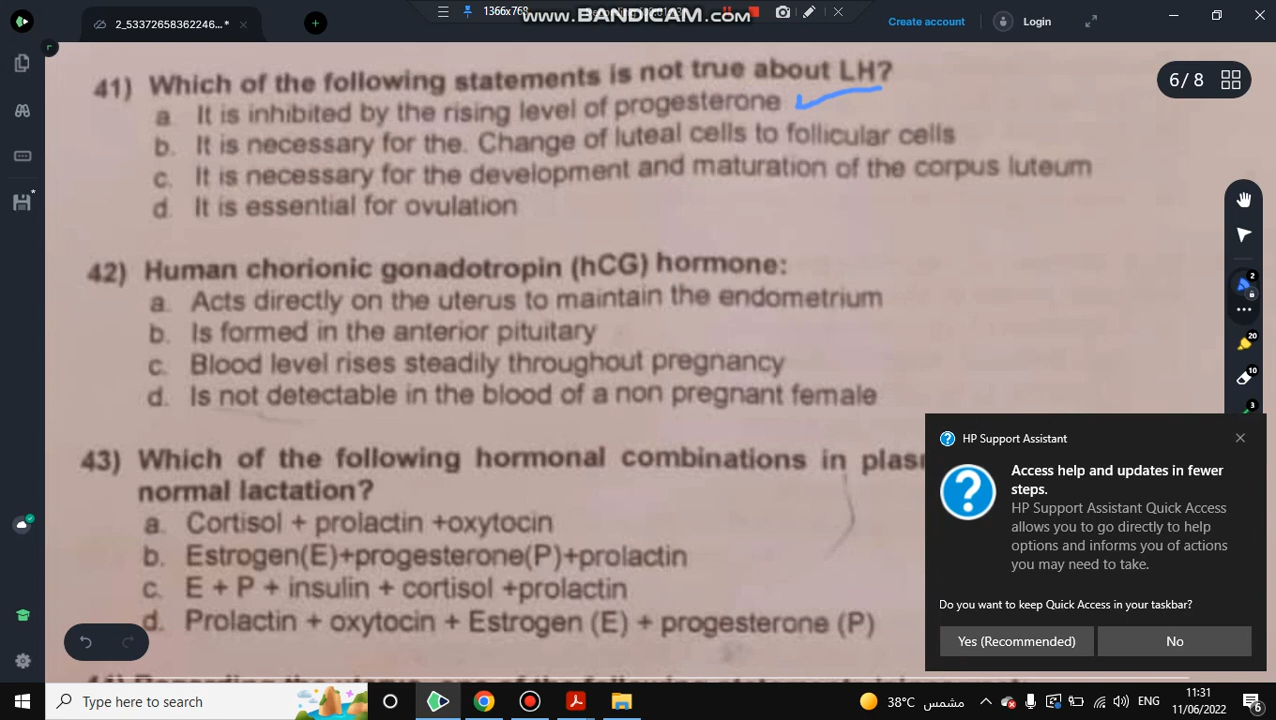 1366x768
www.BANDICAM.com
2_53372658362246...*
Create account
Login
6 / 8
41) Which of the following statements is not true about LH?
a. It is inhibited by the rising level of progesterone
b. It is necessary for the. Change of luteal cells to follicular cells
c. It is necessary for the development and maturation of the corpus luteum
d. It is essential for ovulation
42) Human chorionic gonadotropin (hCG) hormone:
a. Acts directly on the uterus to maintain the endometrium
b. Is formed in the anterior pituitary
c. Blood level rises steadily throughout pregnancy
d. Is not detectable in the blood of a non pregnant female
43) Which of the following hormonal combinations in
normal lactation?
a. Cortisol + prolactin +oxytocin
b. Estrogen(E)+progesterone(P)+prolactin
c. E + P + insulin + cortisol +prolactin
d. Prolactin + oxytocin + Estrogen (E) + progesterone (P)
2
20
10
3
HP Support Assistant
Access help and updates in fewer
steps.
HP Support Assistant Quick Access
allows you to go directly to help
options and informs you of actions
you may need to take.
Do you want to keep Quick Access in your taskbar?
Yes (Recommended)
No
Type here to search
38°C مشمس
ENG
11:31
11/06/2022
6